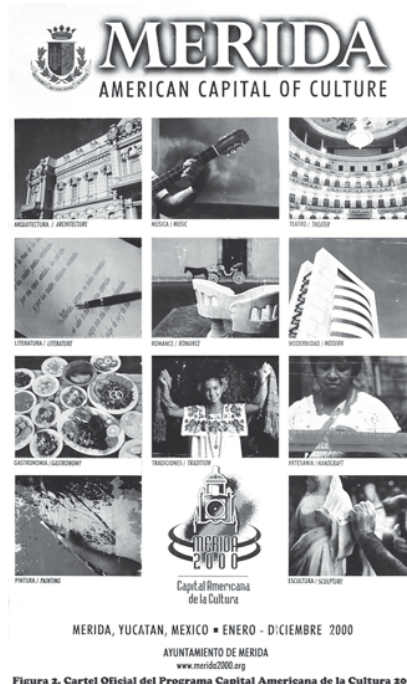 MERIDA
AMERICAN CAPITAL OF CULTURE
ARQUITECTURA / ARCHITECTURE
MÚSICA / MUSIC
TEATRO / THEATER
LITERATURA / LITERATURE
ROMANCE / ROMANCE
MODERNIDAD / MODERN
GASTRONOMIA / GASTRONOMY
TRADICIONES / TRADITION
ARTESANIA / HANDCRAFT
PINTURA / PAINTING
MERIDA
2000
Capital Americana
de la Cultura
ESCULTURA / SCULPTURE
MERIDA, YUCATAN, MEXICO ▪ ENERO - DICIEMBRE 2000
AYUNTAMIENTO DE MERIDA
www.merida2000.org
Figura 2. Cartel Oficial del Programa Capital Americana de la Cultura 20